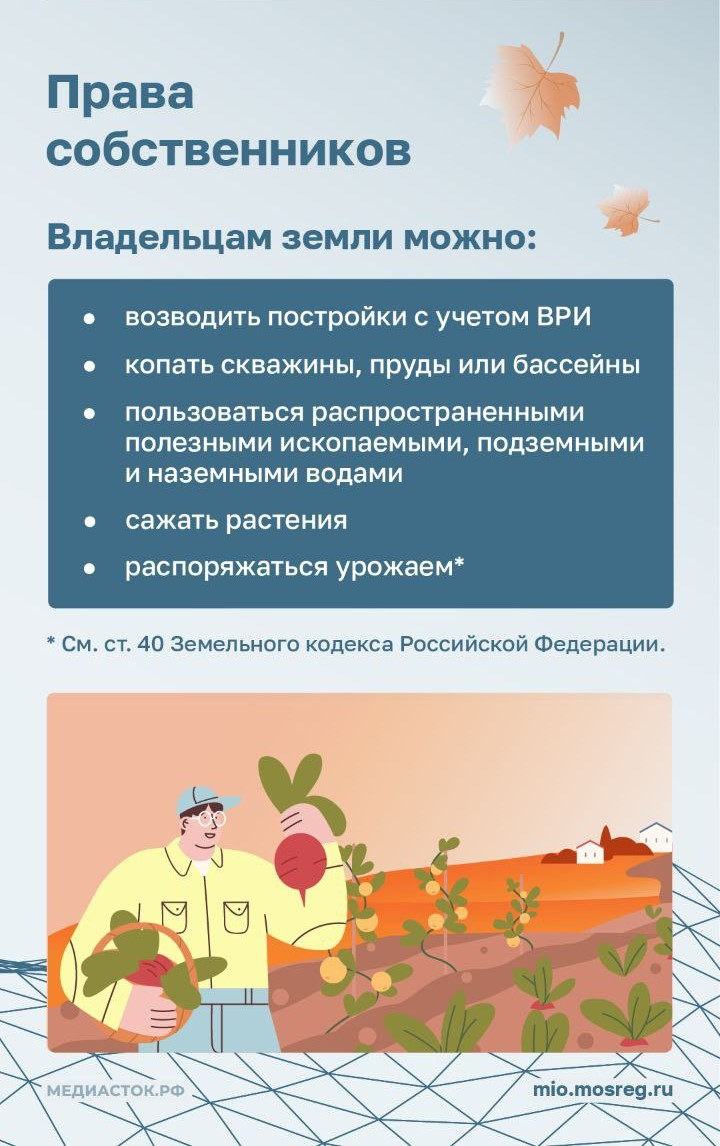 Права
собственников
Владельцам земли можно:
• возводить постройки с учетом ВРИ
• копать скважины, пруды или бассейны
• пользоваться распространенными
полезными ископаемыми, подземными
и наземными водами
• сажать растения
• распоряжаться урожаем*
* См. ст. 40 Земельного кодекса Российской Федерации.
МЕДИАСТОК.РФ
mio.mosreg.ru